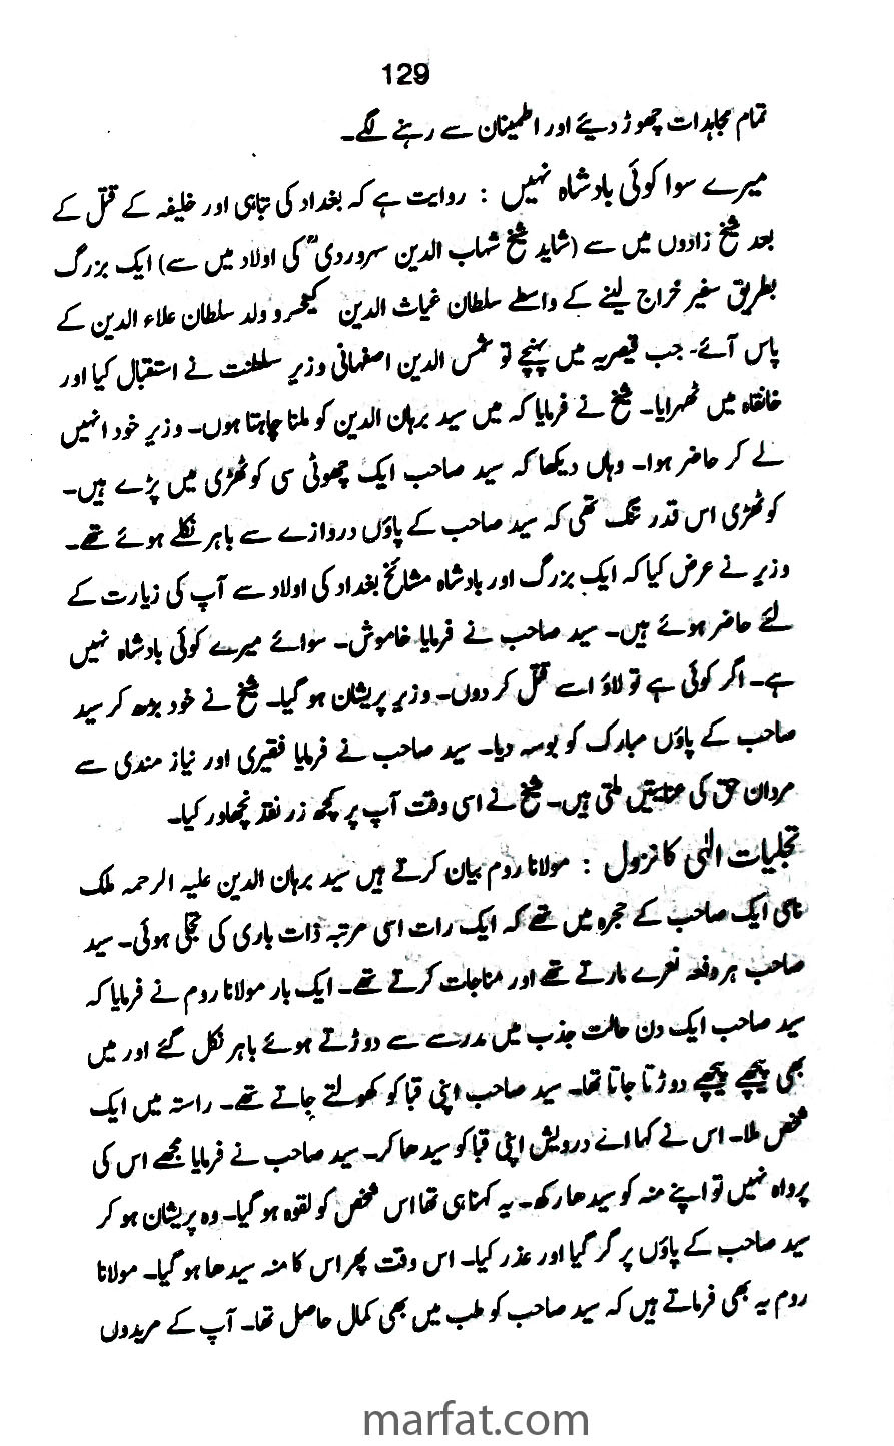 129
تمام مجاہدات چھوڑ دیئے اور اطمینان سے رہنے لگے۔
میرے سوا کوئی بادشاہ نہیں : روایت ہے کہ بغداد کی تباہی اور خلیفہ کے قتل کے
بعد شیخ زادوں میں سے (شاید شیخ شہاب الدین سہروردیؒ کی اولاد میں سے) ایک بزرگ
بطریق سفیر خراج لینے کے واسطے سلطان غیاث الدین کیخسرو ولد سلطان علاء الدین کے
پاس آئے۔ جب قیصریہ میں پہنچے تو شمس الدین اصفہانی وزیر سلطنت نے استقبال کیا اور
خانقاہ میں ٹھہرایا۔ شیخ نے فرمایا کہ میں سید برہان الدین کو ملنا چاہتا ہوں۔ وزیر خود انہیں
لے کر حاضر ہوا۔ وہاں دیکھا کہ سید صاحب ایک چھوٹی سی کوٹھڑی میں پڑے ہیں۔
کوٹھڑی اس قدر تنگ تھی کہ سید صاحب کے پاؤں دروازے سے باہر نکلے ہوئے تھے۔
وزیر نے عرض کیا کہ ایک بزرگ اور بادشاہ مشائخ بغداد کی اولاد سے آپ کی زیارت کے
لئے حاضر ہوئے ہیں۔ سید صاحب نے فرمایا خاموش۔ سوائے میرے کوئی بادشاہ نہیں
ہے۔ اگر کوئی ہے تو لاؤ اسے قتل کر دوں۔ وزیر پریشان ہو گیا۔ شیخ نے خود بڑھ کر سید
صاحب کے پاؤں مبارک کو بوسہ دیا۔ سید صاحب نے فرمایا فقیری اور نیاز مندی سے
مردان حق کی عنایتیں ملتی ہیں۔ شیخ نے اسی وقت آپ پر کچھ زر نقد نچھاور کیا۔
تجلیات الٰہی کا نزول : مولانا روم بیان کرتے ہیں سید برہان الدین علیہ الرحمہ ملک
نامی ایک صاحب کے حجرہ میں تھے کہ ایک رات اسی مرتبہ ذات باری کی تجلی ہوئی۔ سید
صاحب ہر دفعہ نعرے مارتے تھے اور مناجات کرتے تھے۔ ایک بار مولانا روم نے فرمایا کہ
سید صاحب ایک دن حالت جذب میں مدرسے سے دوڑتے ہوئے باہر نکل گئے اور میں
بھی پیچھے پیچھے دوڑتا جاتا تھا۔ سید صاحب اپنی قبا کو کھولتے جاتے تھے۔ راستہ میں ایک
شخص ملا۔ اس نے کہا اے درویش اپنی قبا کو سیدھا کر۔ سید صاحب نے فرمایا مجھے اس کی
پرواہ نہیں تو اپنے منہ کو سیدھا رکھ۔ یہ کہنا ہی تھا اس شخص کو لقوہ ہو گیا۔ وہ پریشان ہو کر
سید صاحب کے پاؤں پر گر گیا اور عذر کیا۔ اس وقت پھر اس کا منہ سیدھا ہو گیا۔ مولانا
روم یہ بھی فرماتے ہیں کہ سید صاحب کو طب میں بھی کمال حاصل تھا۔ آپ کے مریدوں
marfat.com